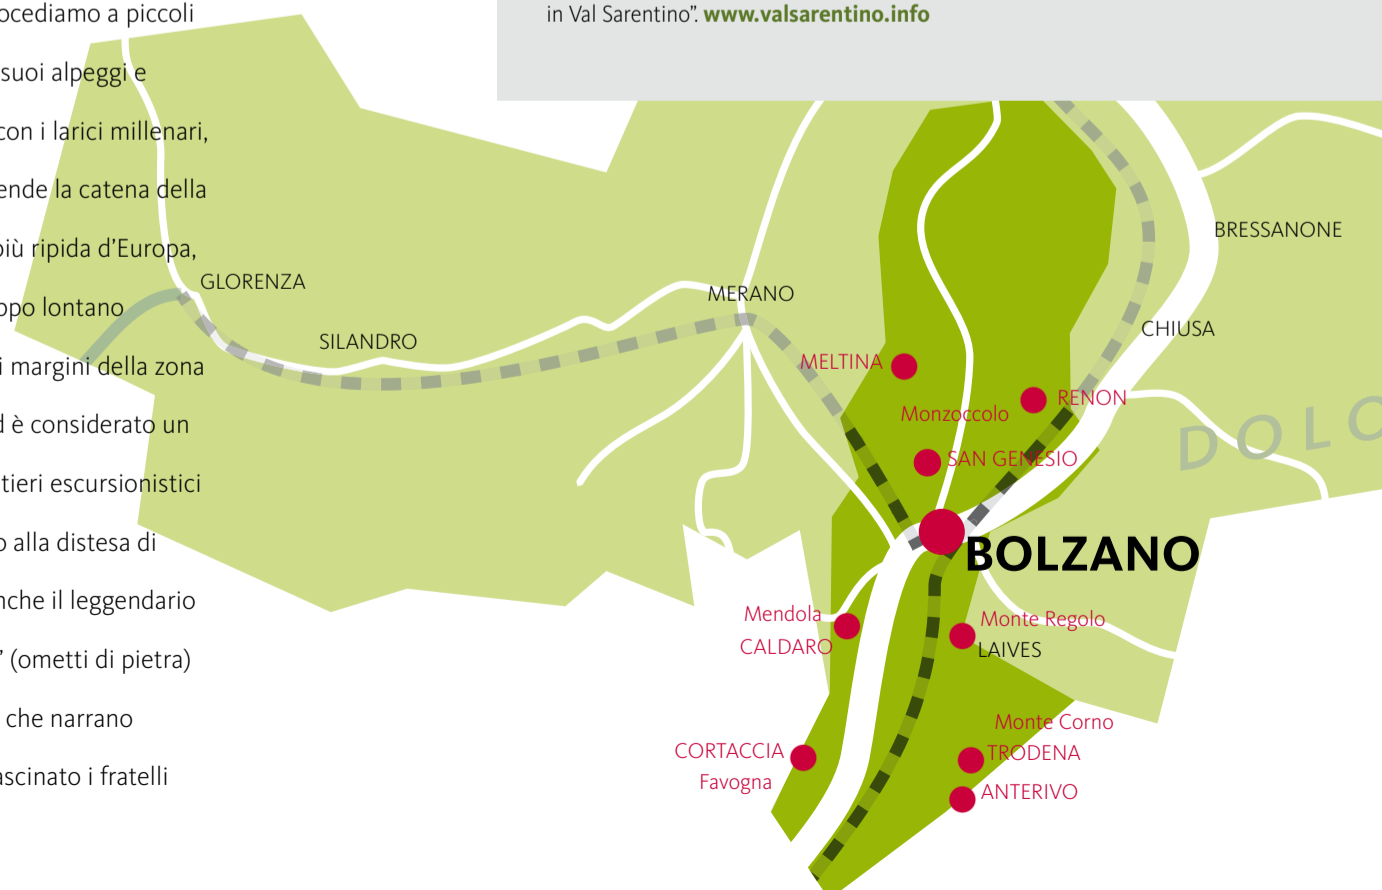 ocediamo a piccoli
suoi alpeggi e
con i larici millenari,
ende la catena della
più ripida d’Europa,
ppo lontano
i margini della zona
d è considerato un
tieri escursionistici
o alla distesa di
nche il leggendario
” (ometti di pietra)
che narrano
ascinato i fratelli
in Val Sarentino”. www.valsarentino.info
BRESSANONE
GLORENZA
MERANO
CHIUSA
SILANDRO
MELTINA
RENON
Monzoccolo
DOLO
SAN GENESIO
BOLZANO
Mendola
CALDARO
Monte Regolo
LAIVES
Monte Corno
TRODENA
CORTACCIA
Favogna
ANTERIVO